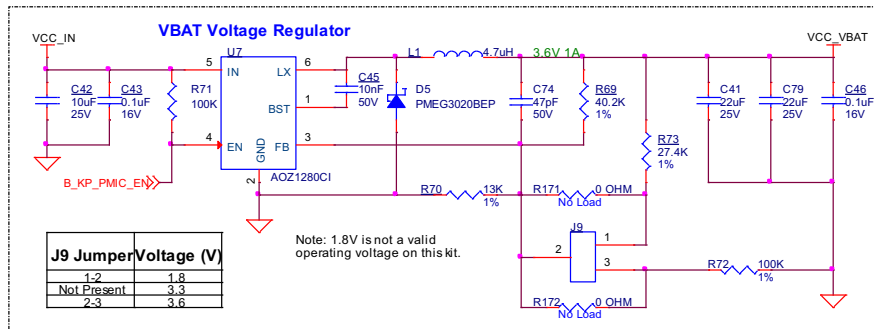 VBAT Voltage Regulator
VCC_IN
VCC_VBAT
U7
L1
4.7uH
3.6V 1A
5
IN
LX
6
C42
10uF
25V
C43
0.1uF
16V
R71
100K
C45
10nF
50V
D5
PMEG3020BEP
C74
47pF
50V
R69
40.2K
1%
C41
22uF
25V
C79
22uF
25V
C46
0.1uF
16V
BST
1
4
EN
FB
3
GND
2
AOZ1280CI
R73
27.4K
1%
B_KP_PMIC_EN
R70
13K
1%
R171
0 OHM
No Load
J9
1
2
3
R72
100K
1%
R172
0 OHM
No Load
Note: 1.8V is not a valid
operating voltage on this kit.
J9 Jumper Voltage (V)
1-2 1.8
Not Present 3.3
2-3 3.6